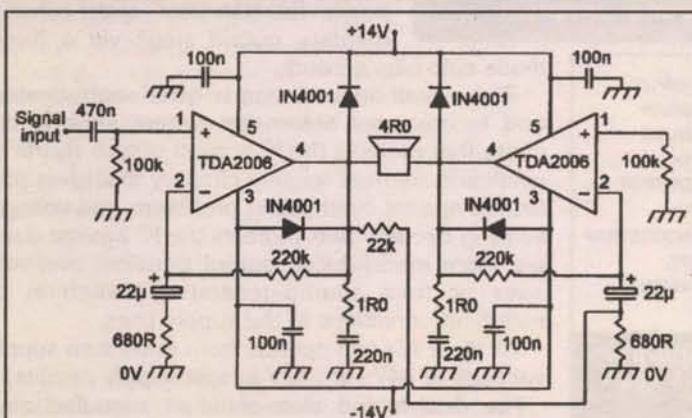 +14V
100n
100n
IN4001
IN4001
Signal
input
470n
1
+
5
4R0
5
+
1
TDA2006
4
4
TDA2006
100k
2
−
3
3
−
2
100k
IN4001
IN4001
22k
220k
220k
+
22µ
+
22µ
1R0
1R0
680R
100n
220n
220n
100n
680R
0V
0V
-14V